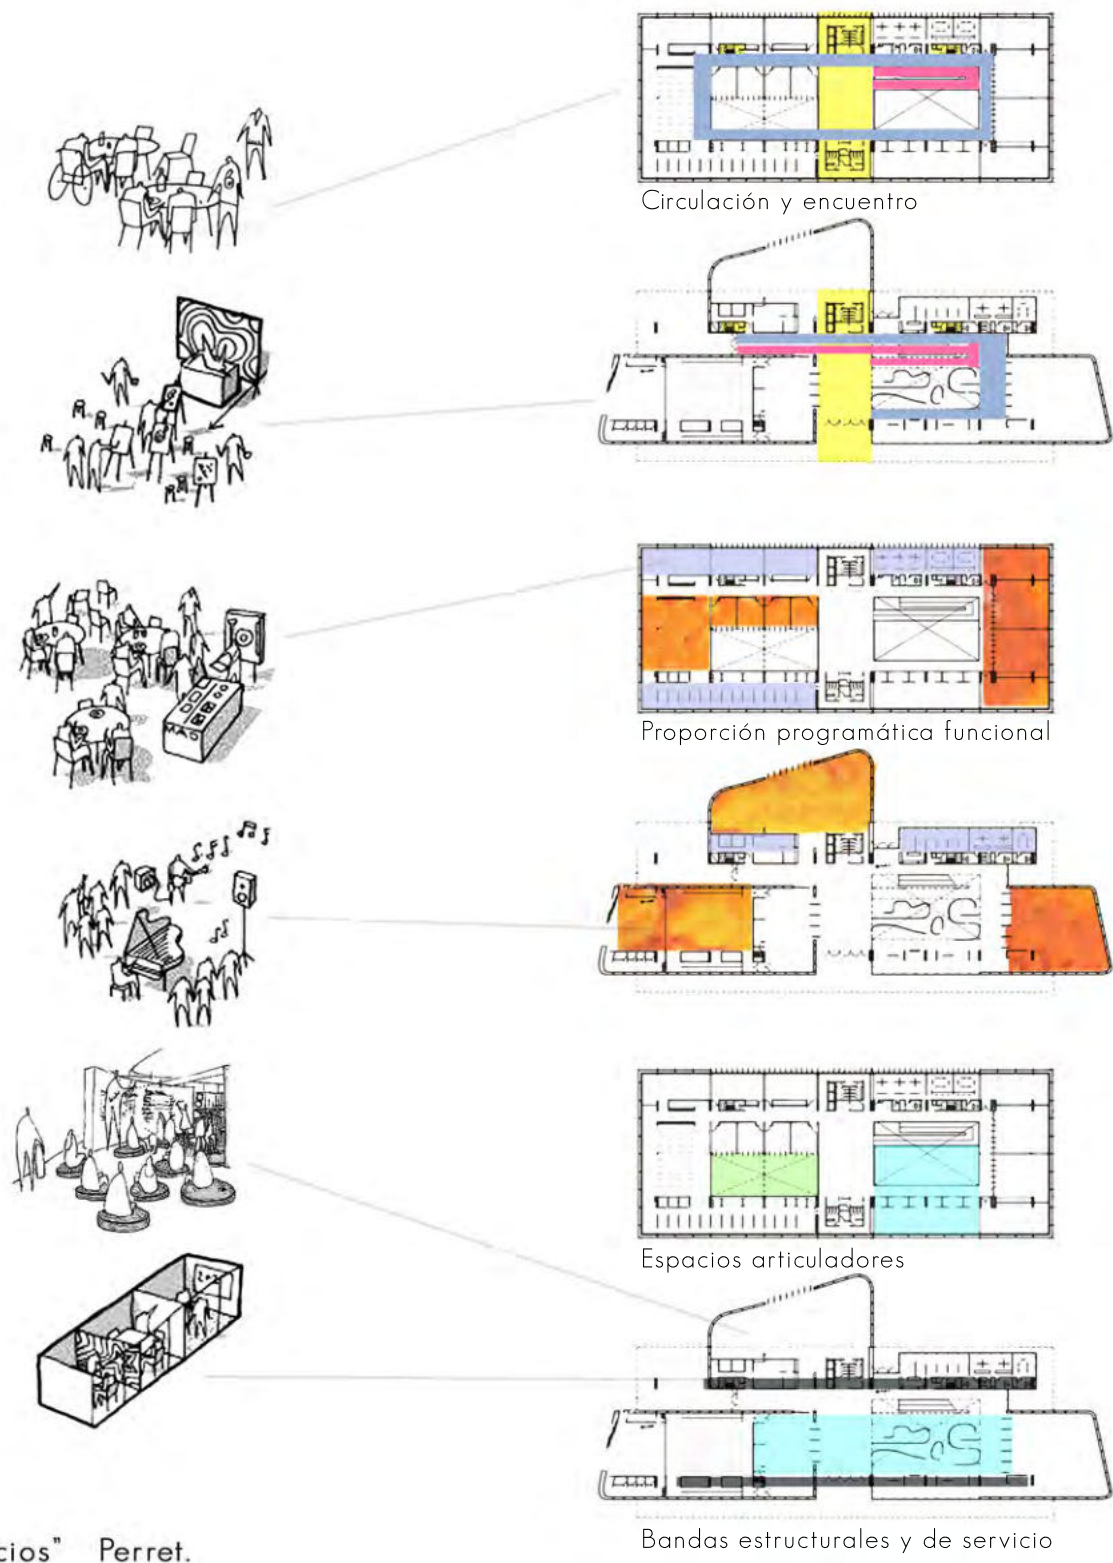 Circulación y encuentro
Proporción programática funcional
Espacios articuladores
Bandas estructurales y de servicio
cios" Perret.